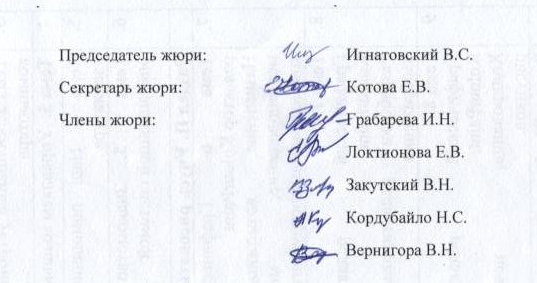 Председатель жюри: Игнатовский В.С.
Секретарь жюри: Котова Е.В.
Члены жюри: Грабарева И.Н.
Локтионова Е.В.
Закутский В.Н.
Кордубайло Н.С.
Вернигора В.Н.